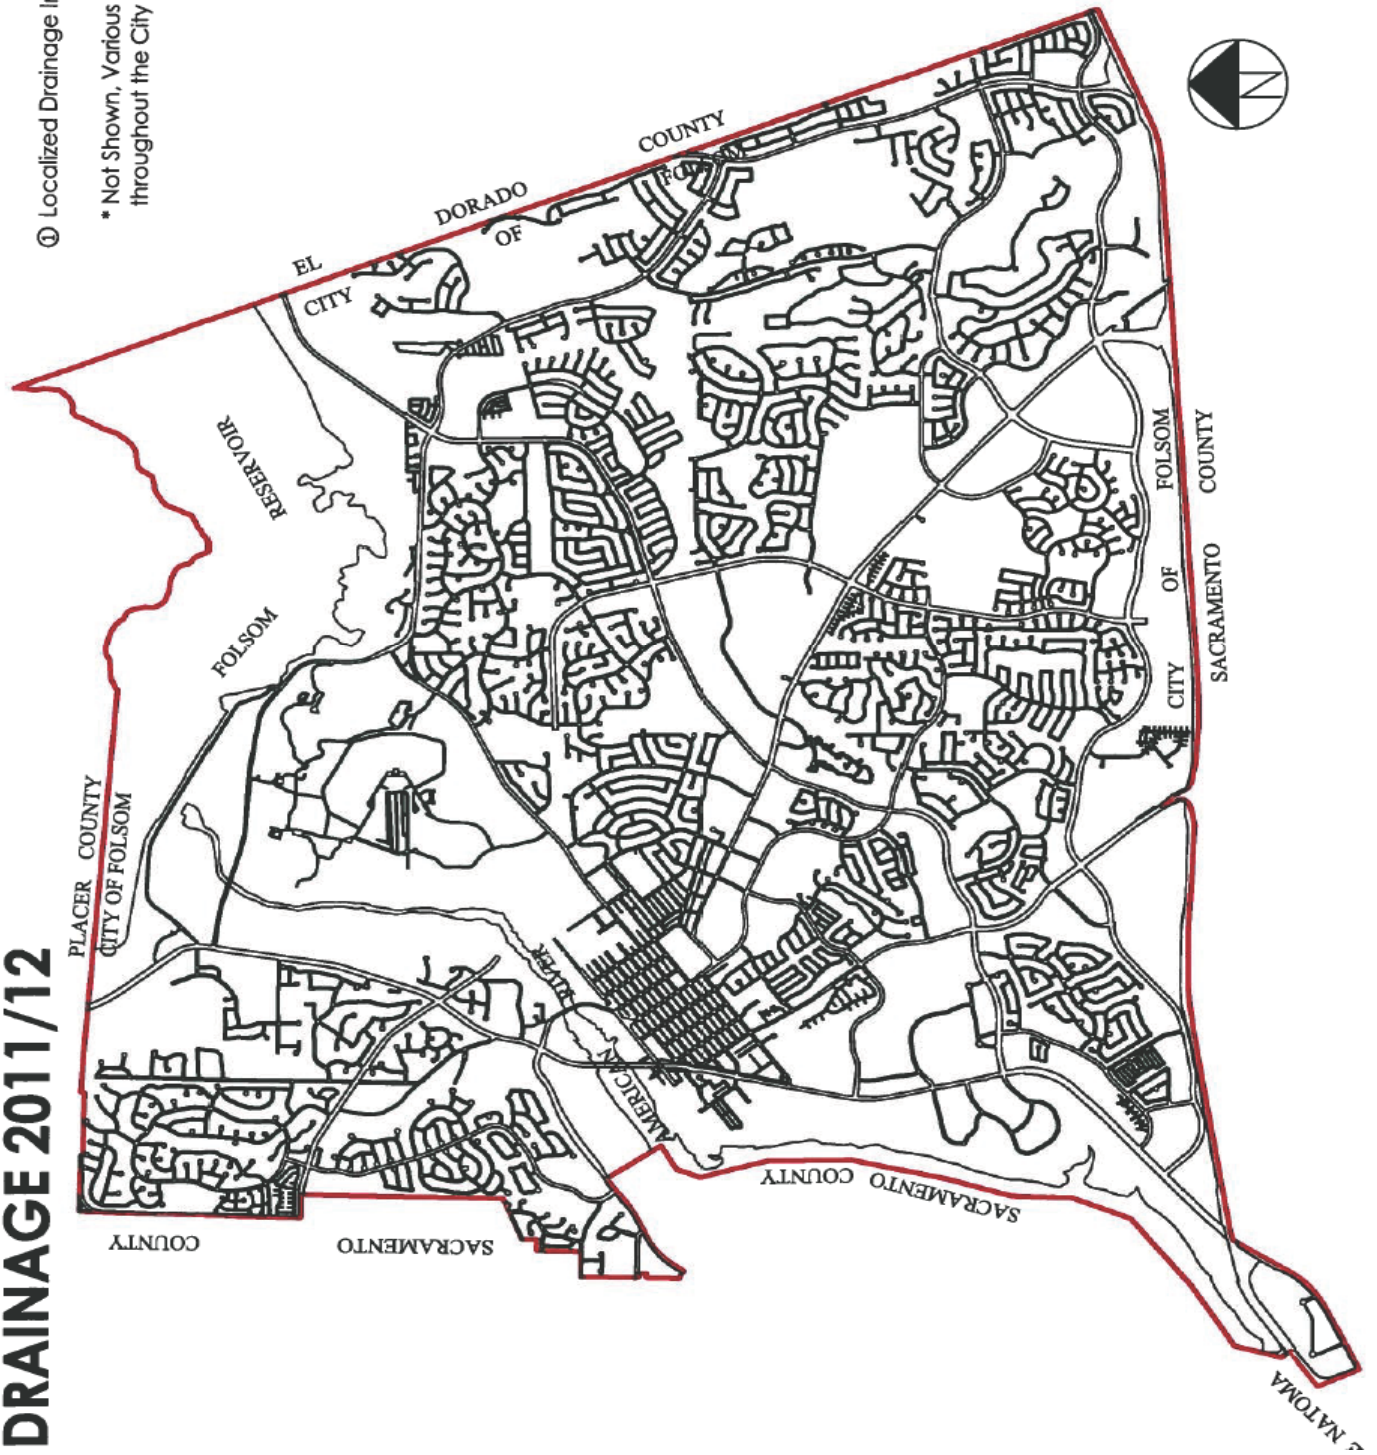 DRAINAGE 2011/12
① Localized Drainage
* Not Shown, Various
throughout the City
EL DORADO COUNTY
CITY OF FOLSOM
FOLSOM RESERVOIR
PLACER COUNTY
CITY OF FOLSOM
AMERICAN RIVER
SACRAMENTO COUNTY
SACRAMENTO COUNTY
CITY OF FOLSOM
SACRAMENTO COUNTY
NATOMA
N